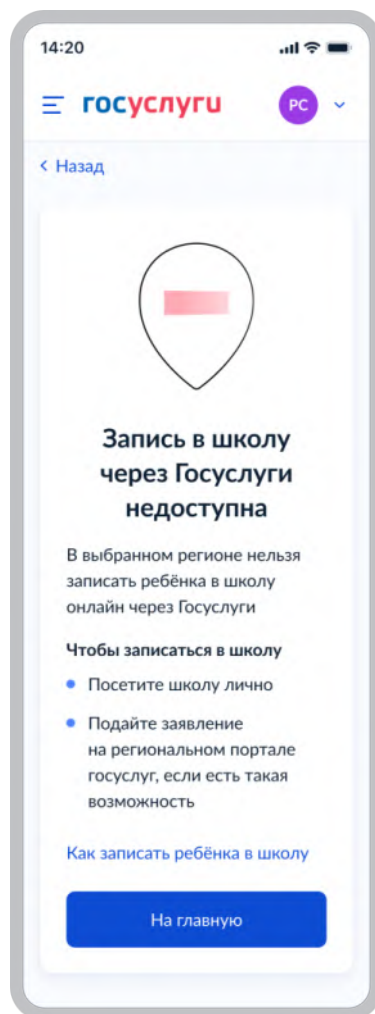 14:20
госуслуги
РС
Назад
Запись в школу
через Госуслуги
недоступна
В выбранном регионе нельзя
записать ребёнка в школу
онлайн через Госуслуги
Чтобы записаться в школу
Посетите школу лично
Подайте заявление
на региональном портале
госуслуг, если есть такая
возможность
Как записать ребёнка в школу
На главную